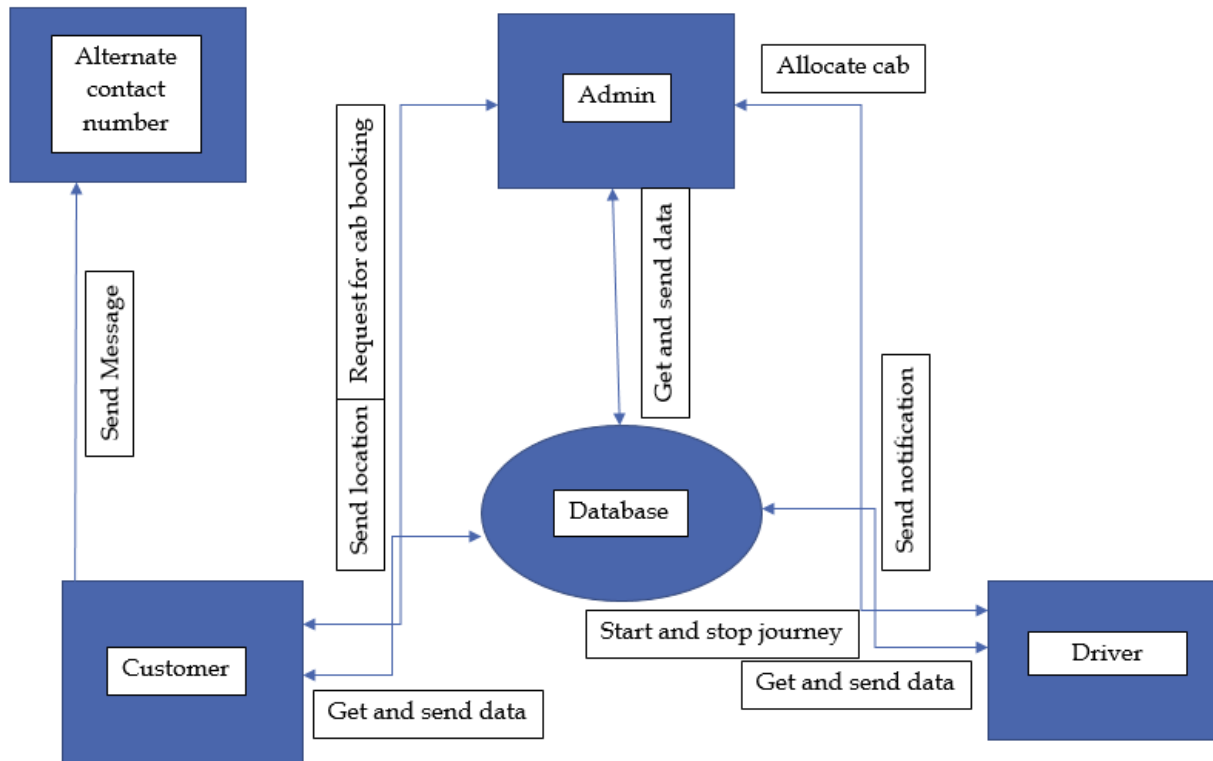 Alternate
contact
number
Admin
Allocate cab
Request for cab booking
Get and send data
Send Message
Send location
Send notification
Database
Start and stop journey
Customer
Driver
Get and send data
Get and send data